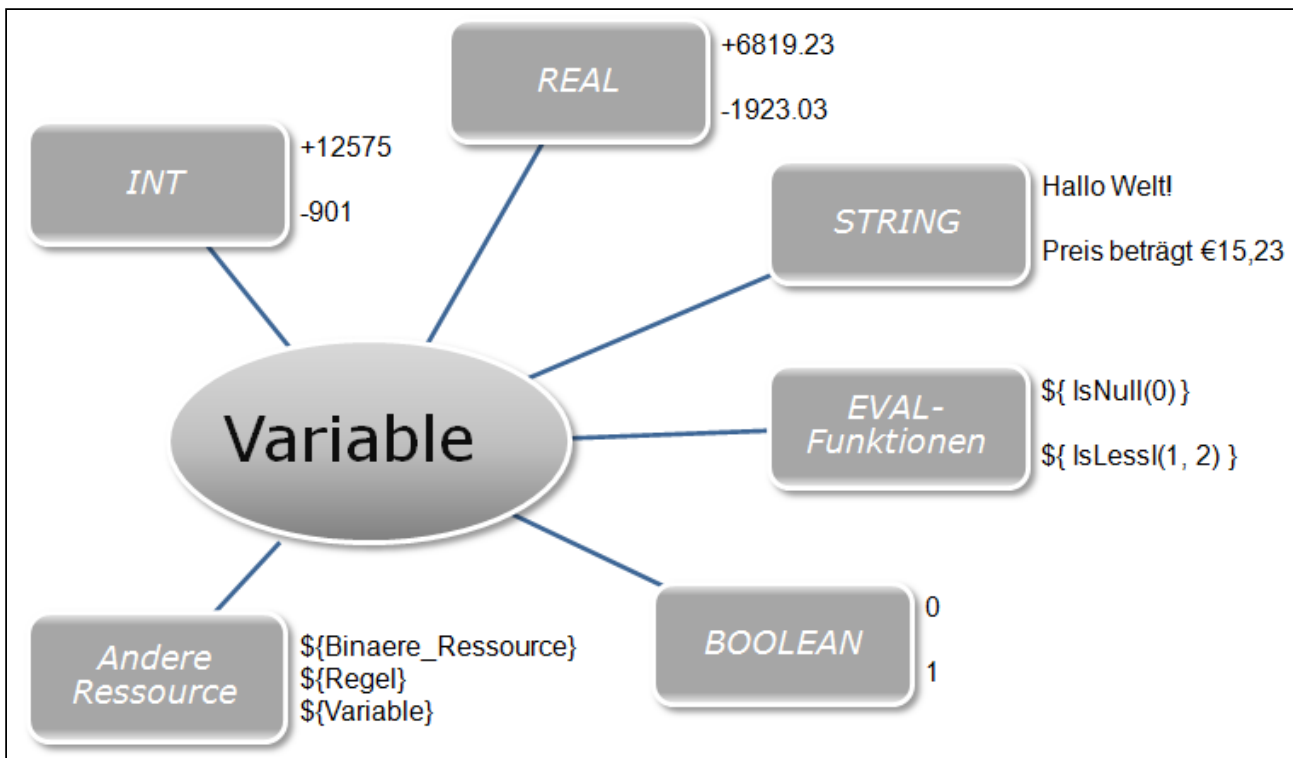 REAL
+6819.23
-1923.03
INT
+12575
-901
STRING
Hallo Welt!
Preis beträgt €15,23
Variable
EVAL-
Funktionen
${ IsNull(0) }
${ IsLessI(1, 2) }
BOOLEAN
0
1
Andere
Ressource
${Binaere_Ressource}
${Regel}
${Variable}